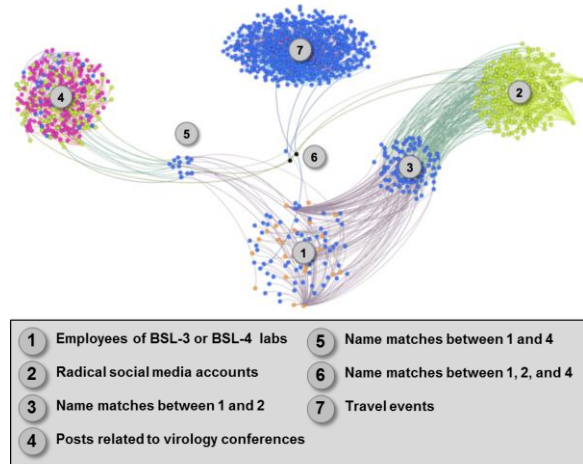 7
4
2
5
6
3
1
1 Employees of BSL-3 or BSL-4 labs
2 Radical social media accounts
3 Name matches between 1 and 2
4 Posts related to virology conferences
5 Name matches between 1 and 4
6 Name matches between 1, 2, and 4
7 Travel events